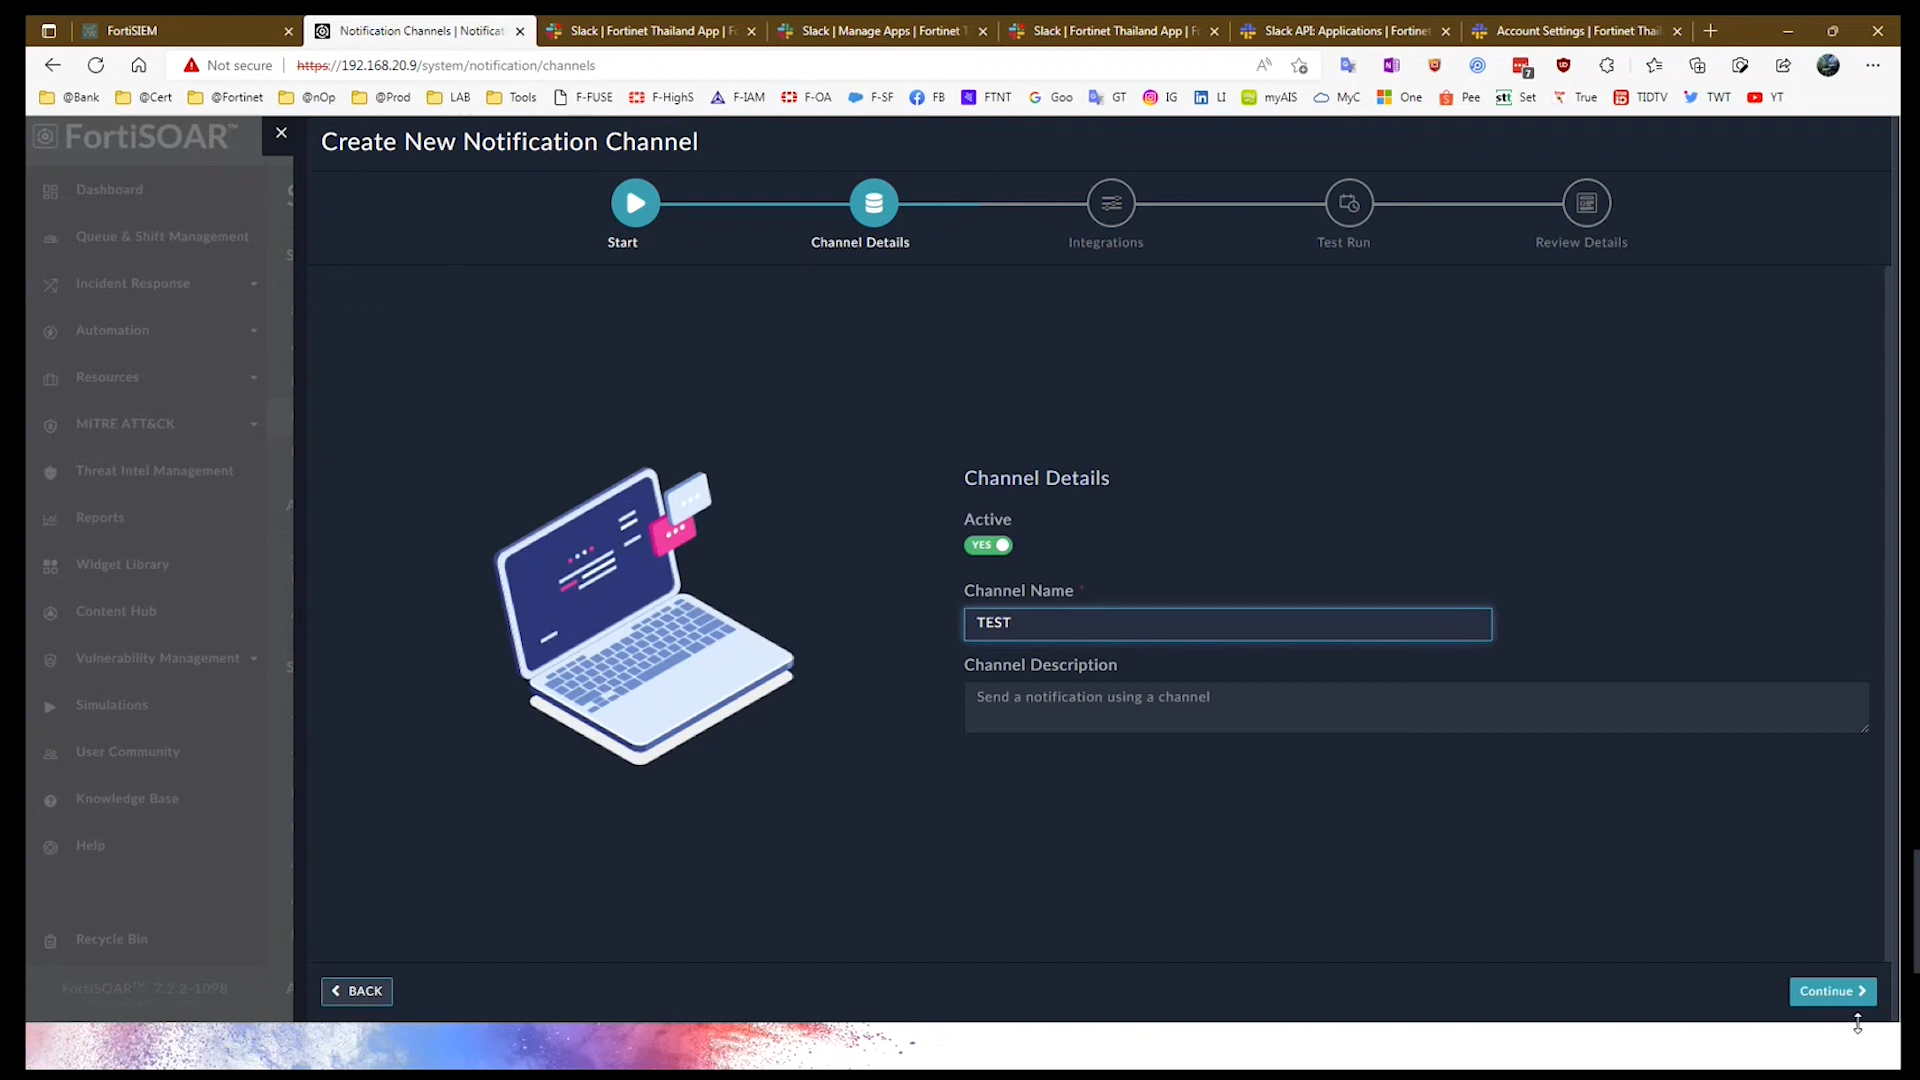 FortiSIEM
Notification Channels | Notificat
Slack | Fortinet Thailand App | F
Slack | Manage Apps | Fortinet T
Slack | Fortinet Thailand App | F
Slack API: Applications | Fortinet
Account Settings | Fortinet Thai
Not secure
https://192.168.20.9/system/notification/channels
7
@Bank
@Cert
@Fortinet
@nOp
@Prod
LAB
Tools
F-FUSE
F-HighS
F-IAM
F-OA
F-SF
FB
FTNT
Goo
GT
IG
LI
myAIS
MyC
One
Pee
stt Set
True
TIDTV
TWT
YT
FortiSOAR™
Create New Notification Channel
Start
Channel Details
Integrations
Test Run
Review Details
Dashboard
Queue & Shift Management
Incident Response
Automation
Resources
MITRE ATT&CK
Threat Intel Management
Reports
Widget Library
Content Hub
Vulnerability Management
Simulations
User Community
Knowledge Base
Help
Recycle Bin
FortiSOAR™ 7.2.2-1098
Channel Details
Active
YES
Channel Name *
TEST
Channel Description
Send a notification using a channel
BACK
Continue